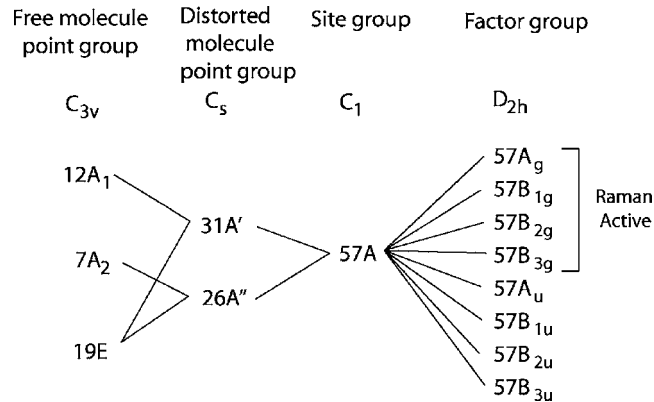 Free molecule
point group
Distorted
molecule
point group
Site group
Factor group
C3v
Cs
C1
D2h
12A1
7A2
19E
31A'
26A"
57A
57Ag
57B1g
57B2g
57B3g
57Au
57B1u
57B2u
57B3u
Raman
Active